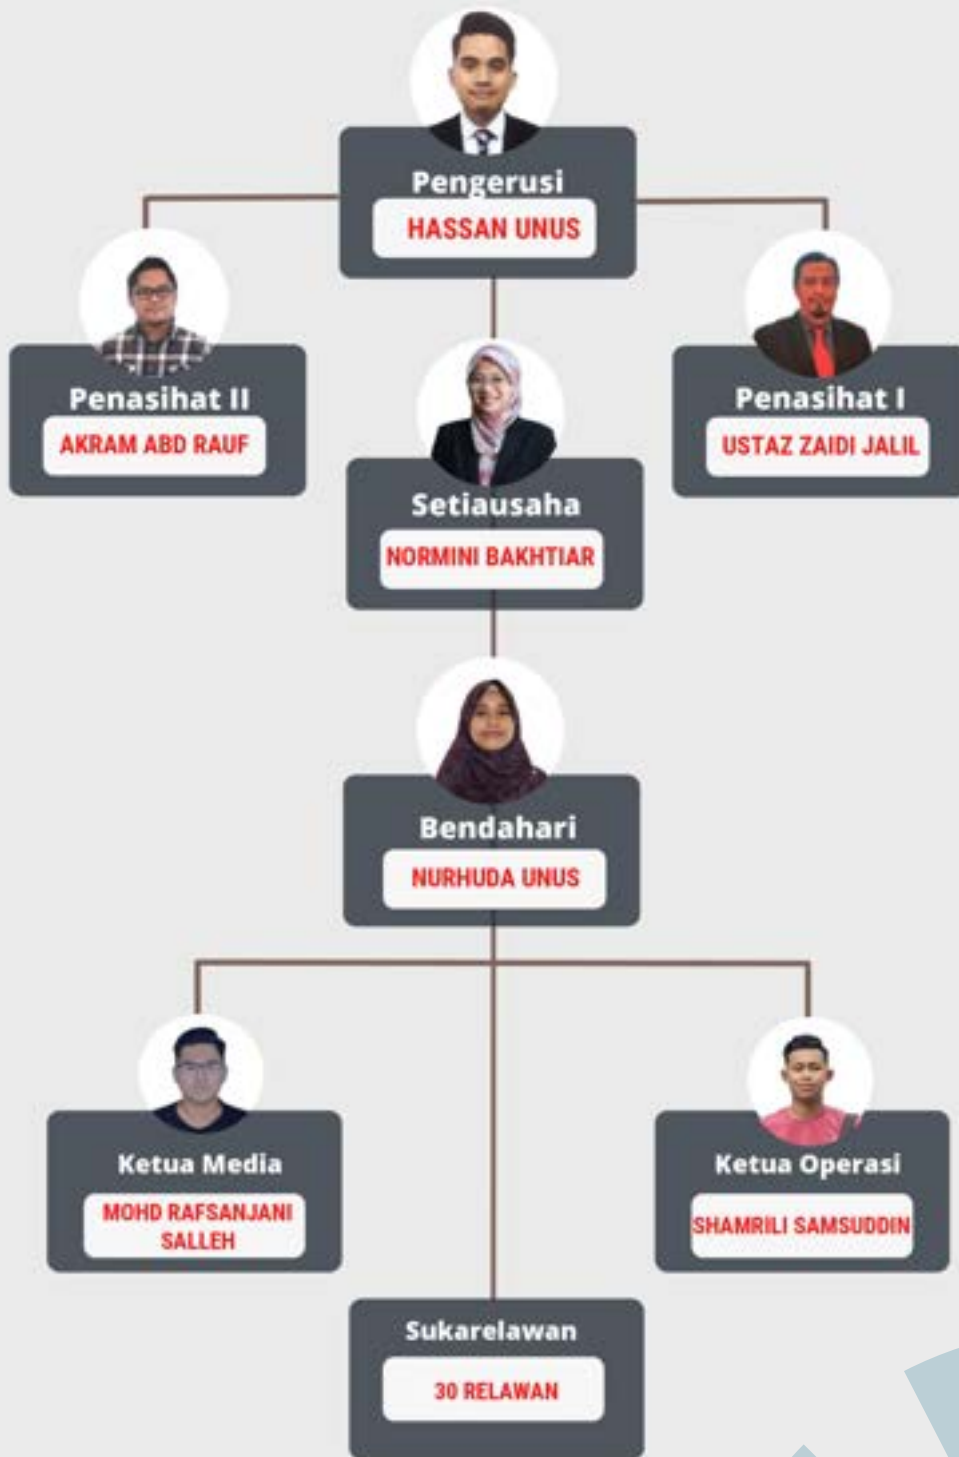 Pengerusi
HASSAN UNUS
Penasihat II
AKRAM ABD RAUF
Penasihat I
USTAZ ZAIDI JALIL
Setiausaha
NORMINI BAKHTIAR
Bendahari
NURHUDA UNUS
Ketua Media
MOHD RAFSANJANI
SALLEH
Ketua Operasi
SHAMRILI SAMSUDDIN
Sukarelawan
30 RELAWAN